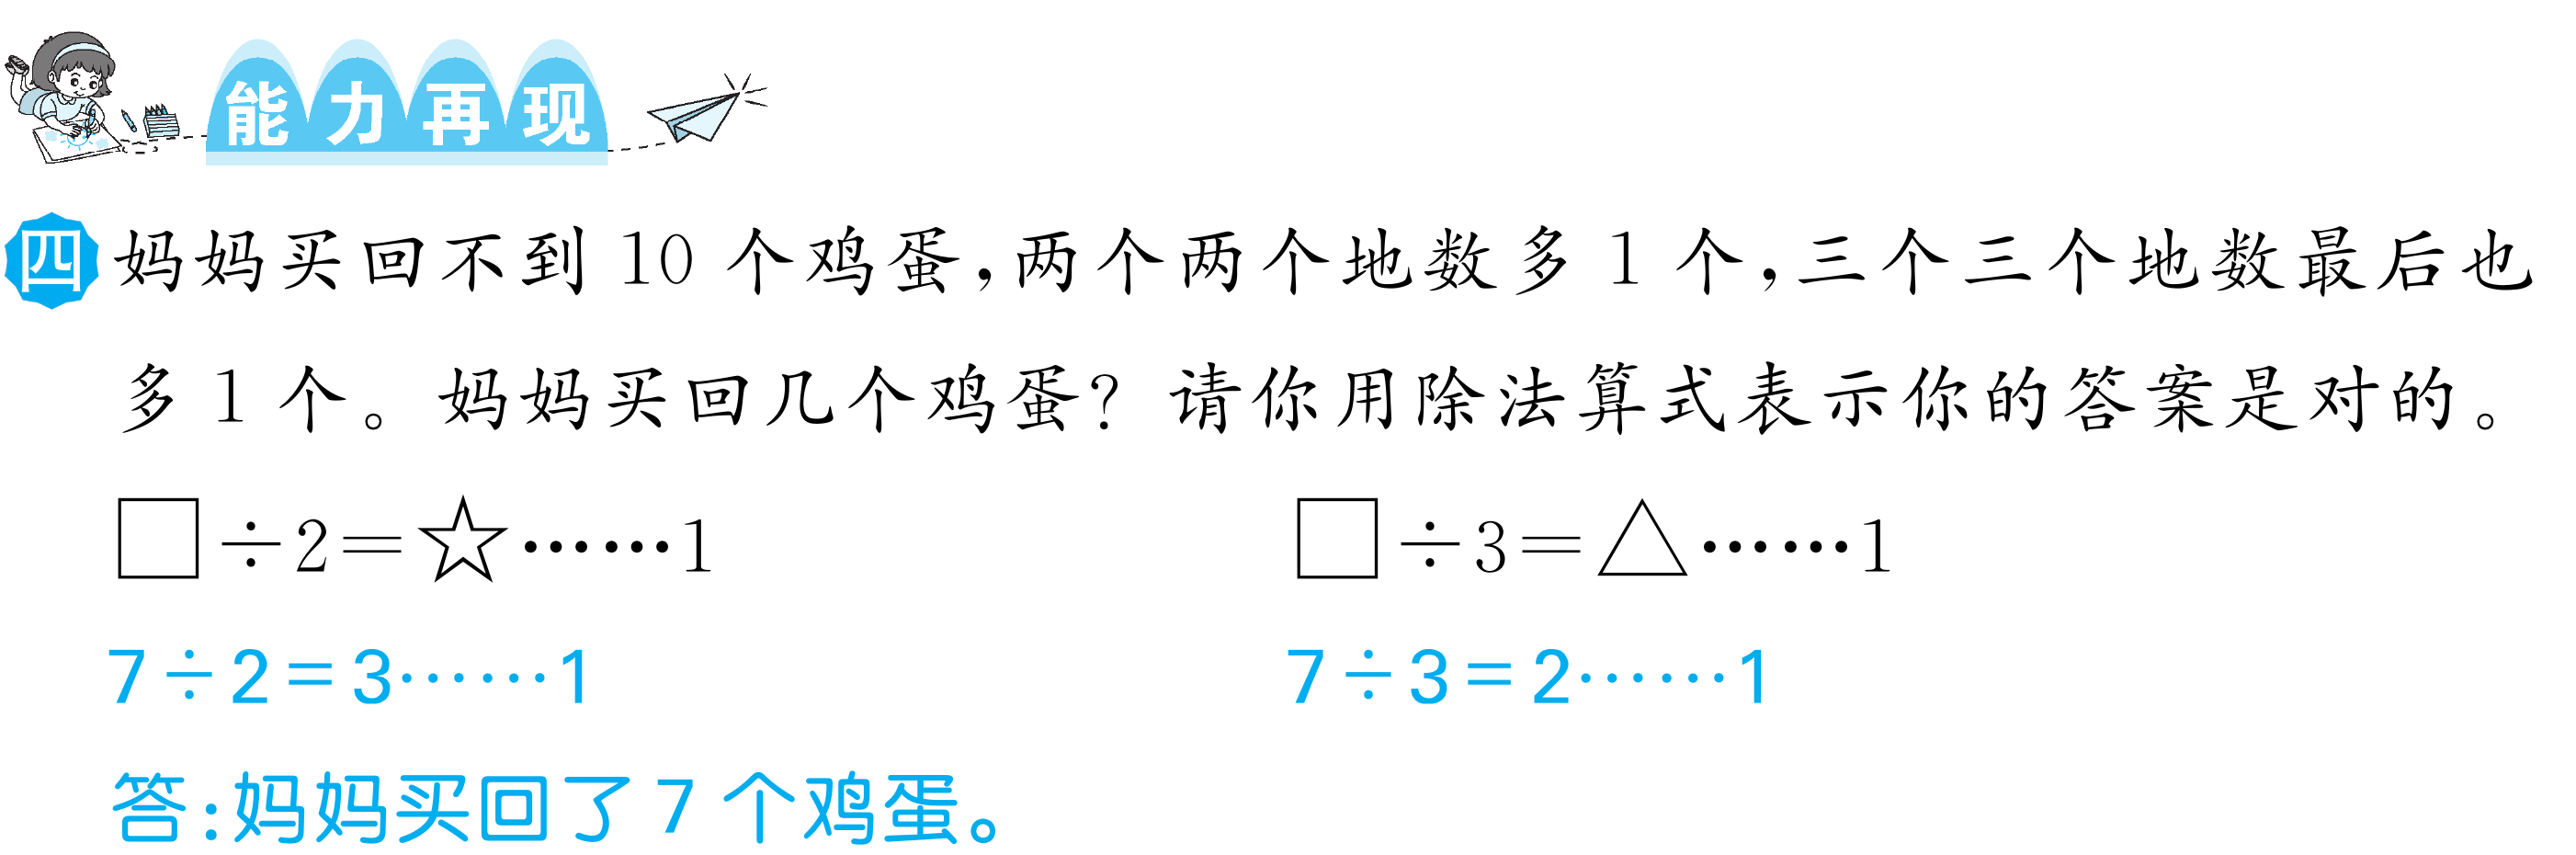 能力再现
四 妈妈买回不到 10 个鸡蛋,两个两个地数多 1 个,三个三个地数最后也
多 1 个。妈妈买回几个鸡蛋？请你用除法算式表示你的答案是对的。
□÷2=☆……1 □÷3=△……1
7÷2=3……1 7÷3=2……1
答:妈妈买回了 7 个鸡蛋。